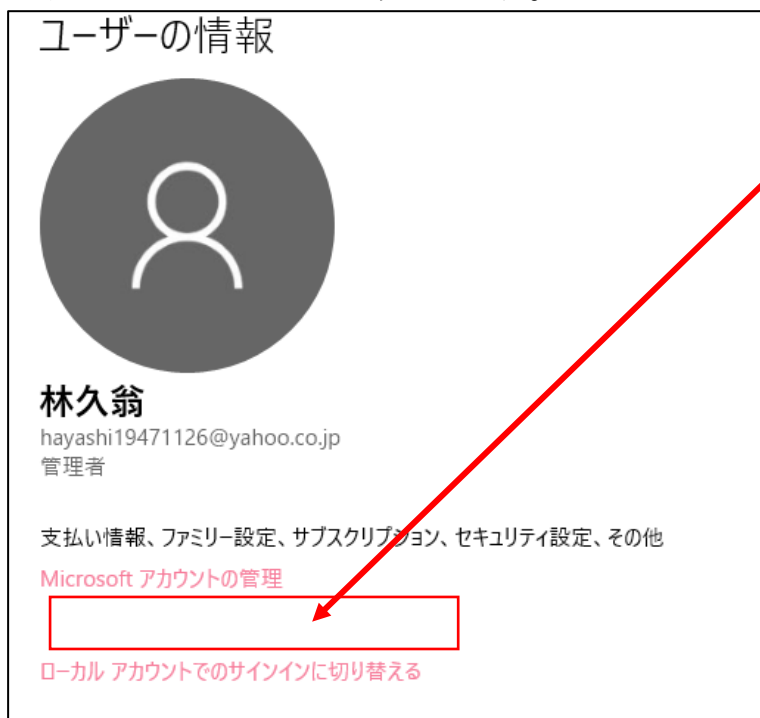 ユーザーの情報
林久翁
hayashi19471126@yahoo.co.jp
管理者
支払い情報、ファミリー設定、サブスクリプション、セキュリティ設定、その他
Microsoft アカウントの管理
ローカル アカウントでのサインインに切り替える